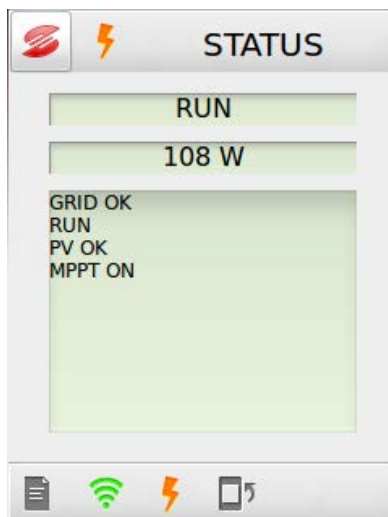 STATUS
RUN
108 W
GRID OK
RUN
PV OK
MPPT ON